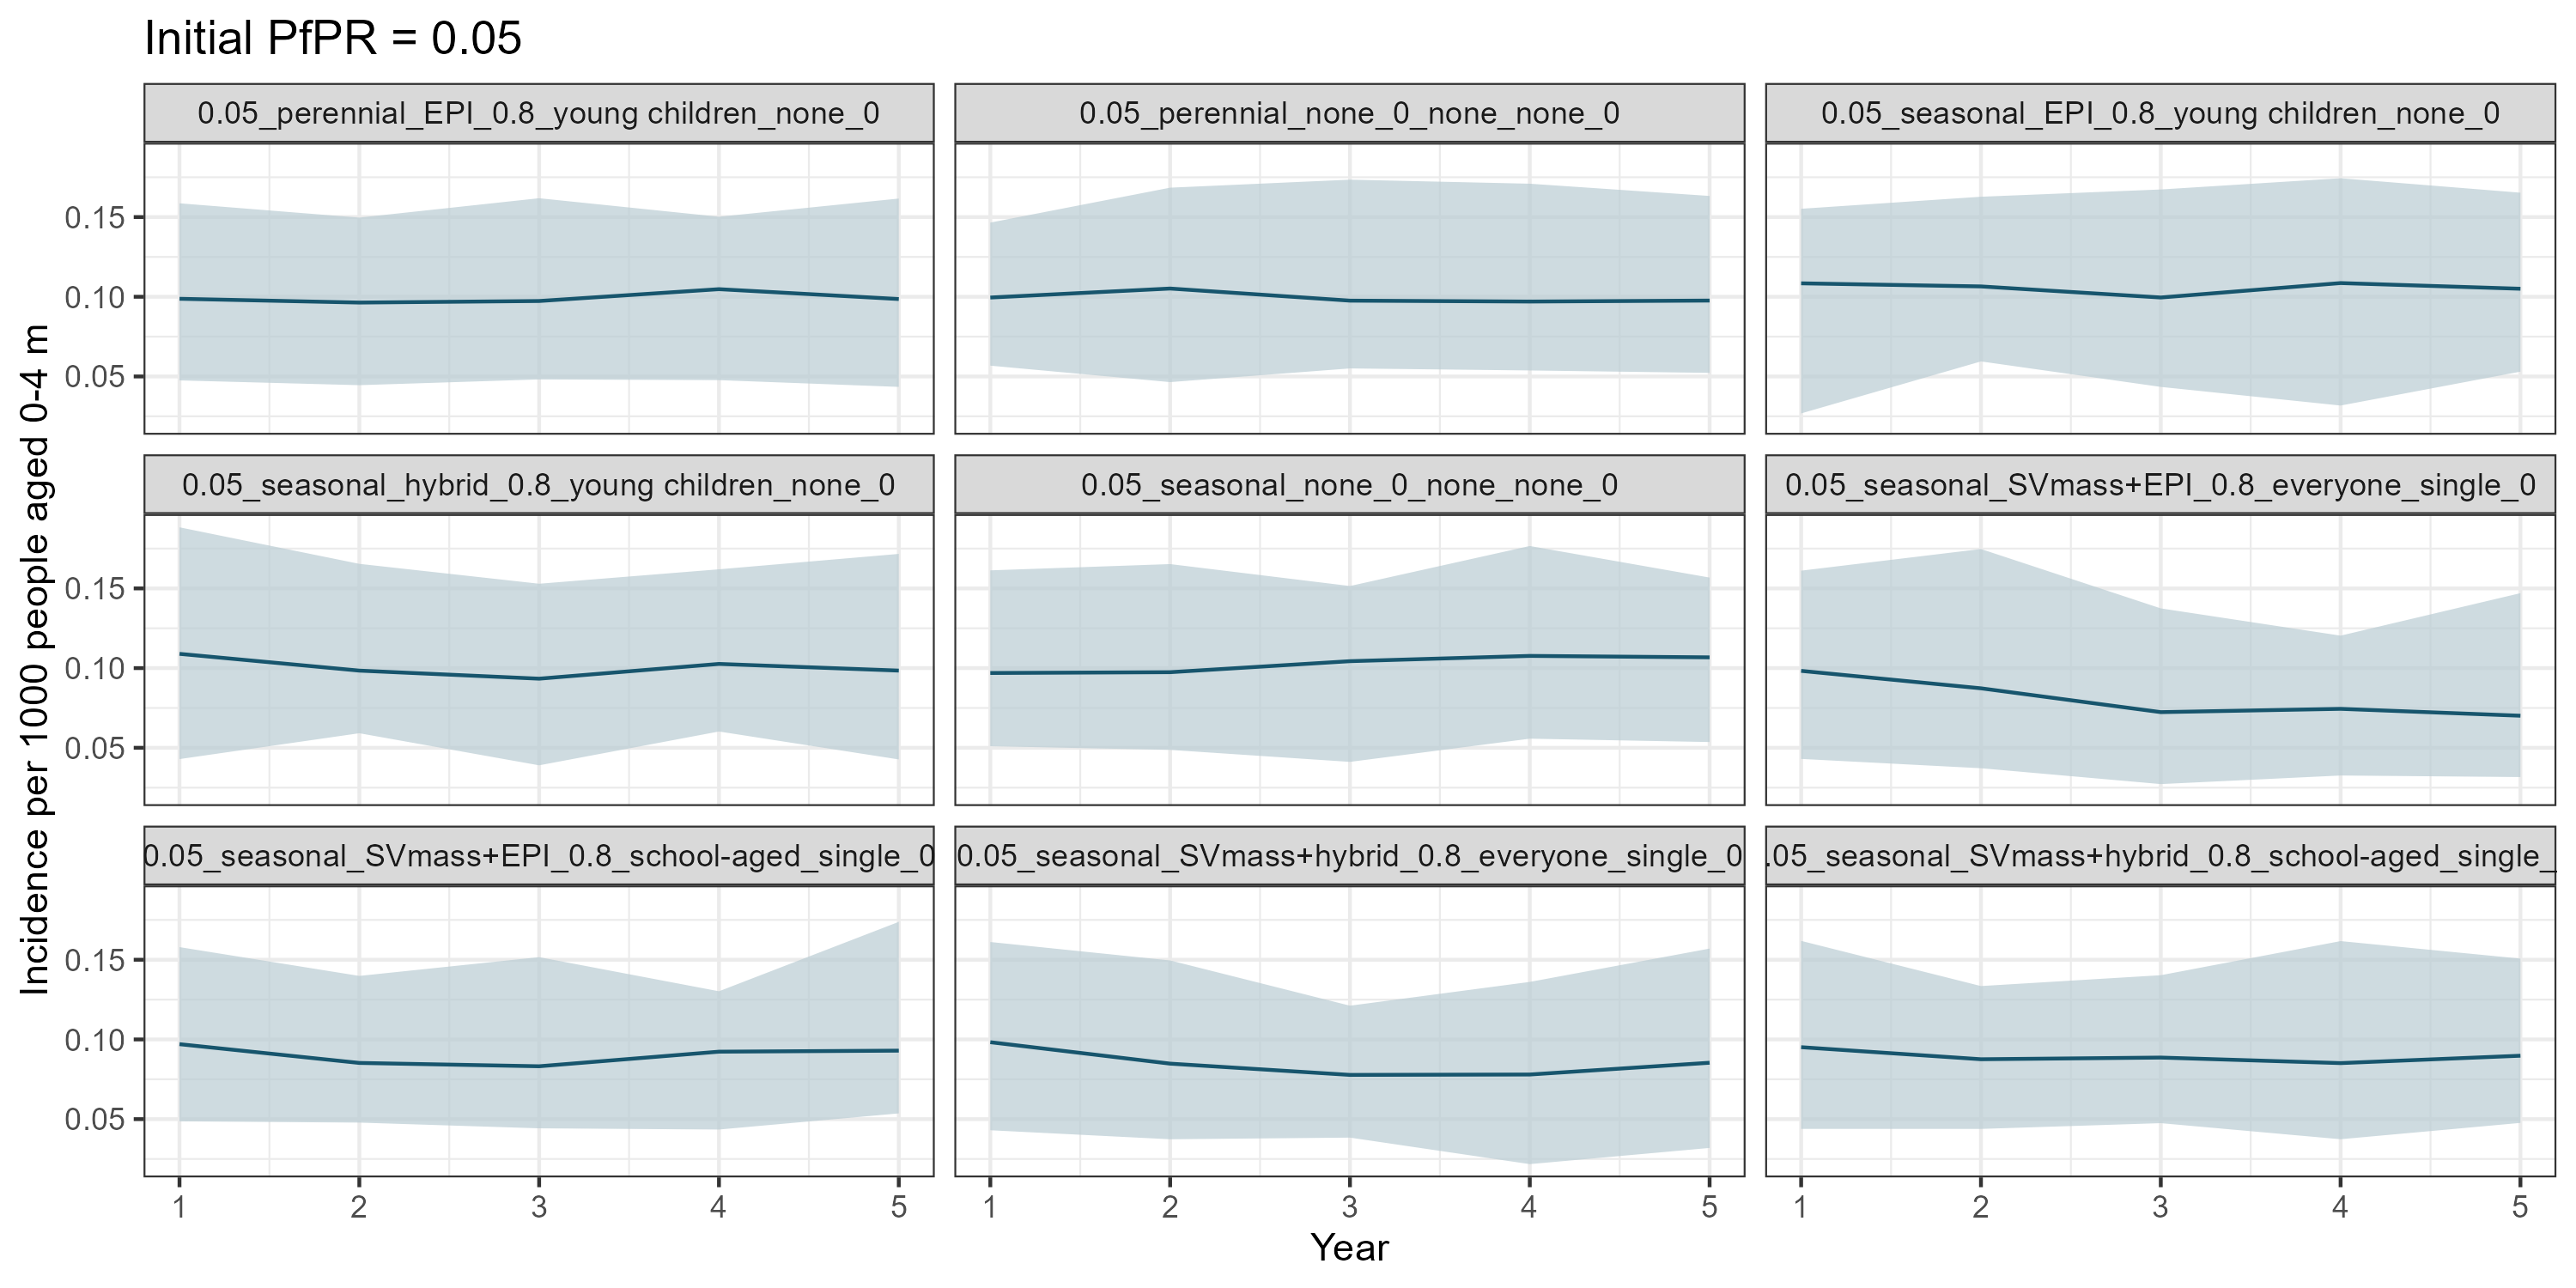 Initial PfPR = 0.05
0.05_perennial_EPI_0.8_young children_none_0
0.05_perennial_none_0_none_none_0
0.05_seasonal_EPI_0.8_young children_none_0
0.15
0.10
0.05
0.05_seasonal_hybrid_0.8_young children_none_0
0.05_seasonal_none_0_none_none_0
0.05_seasonal_SVmass+EPI_0.8_everyone_single_0
0.15
0.10
0.05
0.05_seasonal_SVmass+EPI_0.8_school-aged_single_0
0.05_seasonal_SVmass+hybrid_0.8_everyone_single_0
.05_seasonal_SVmass+hybrid_0.8_school-aged_single_
0.15
0.10
0.05
1 2 3 4 5
1 2 3 4 5
1 2 3 4 5
Year
Incidence per 1000 people aged 0-4 m